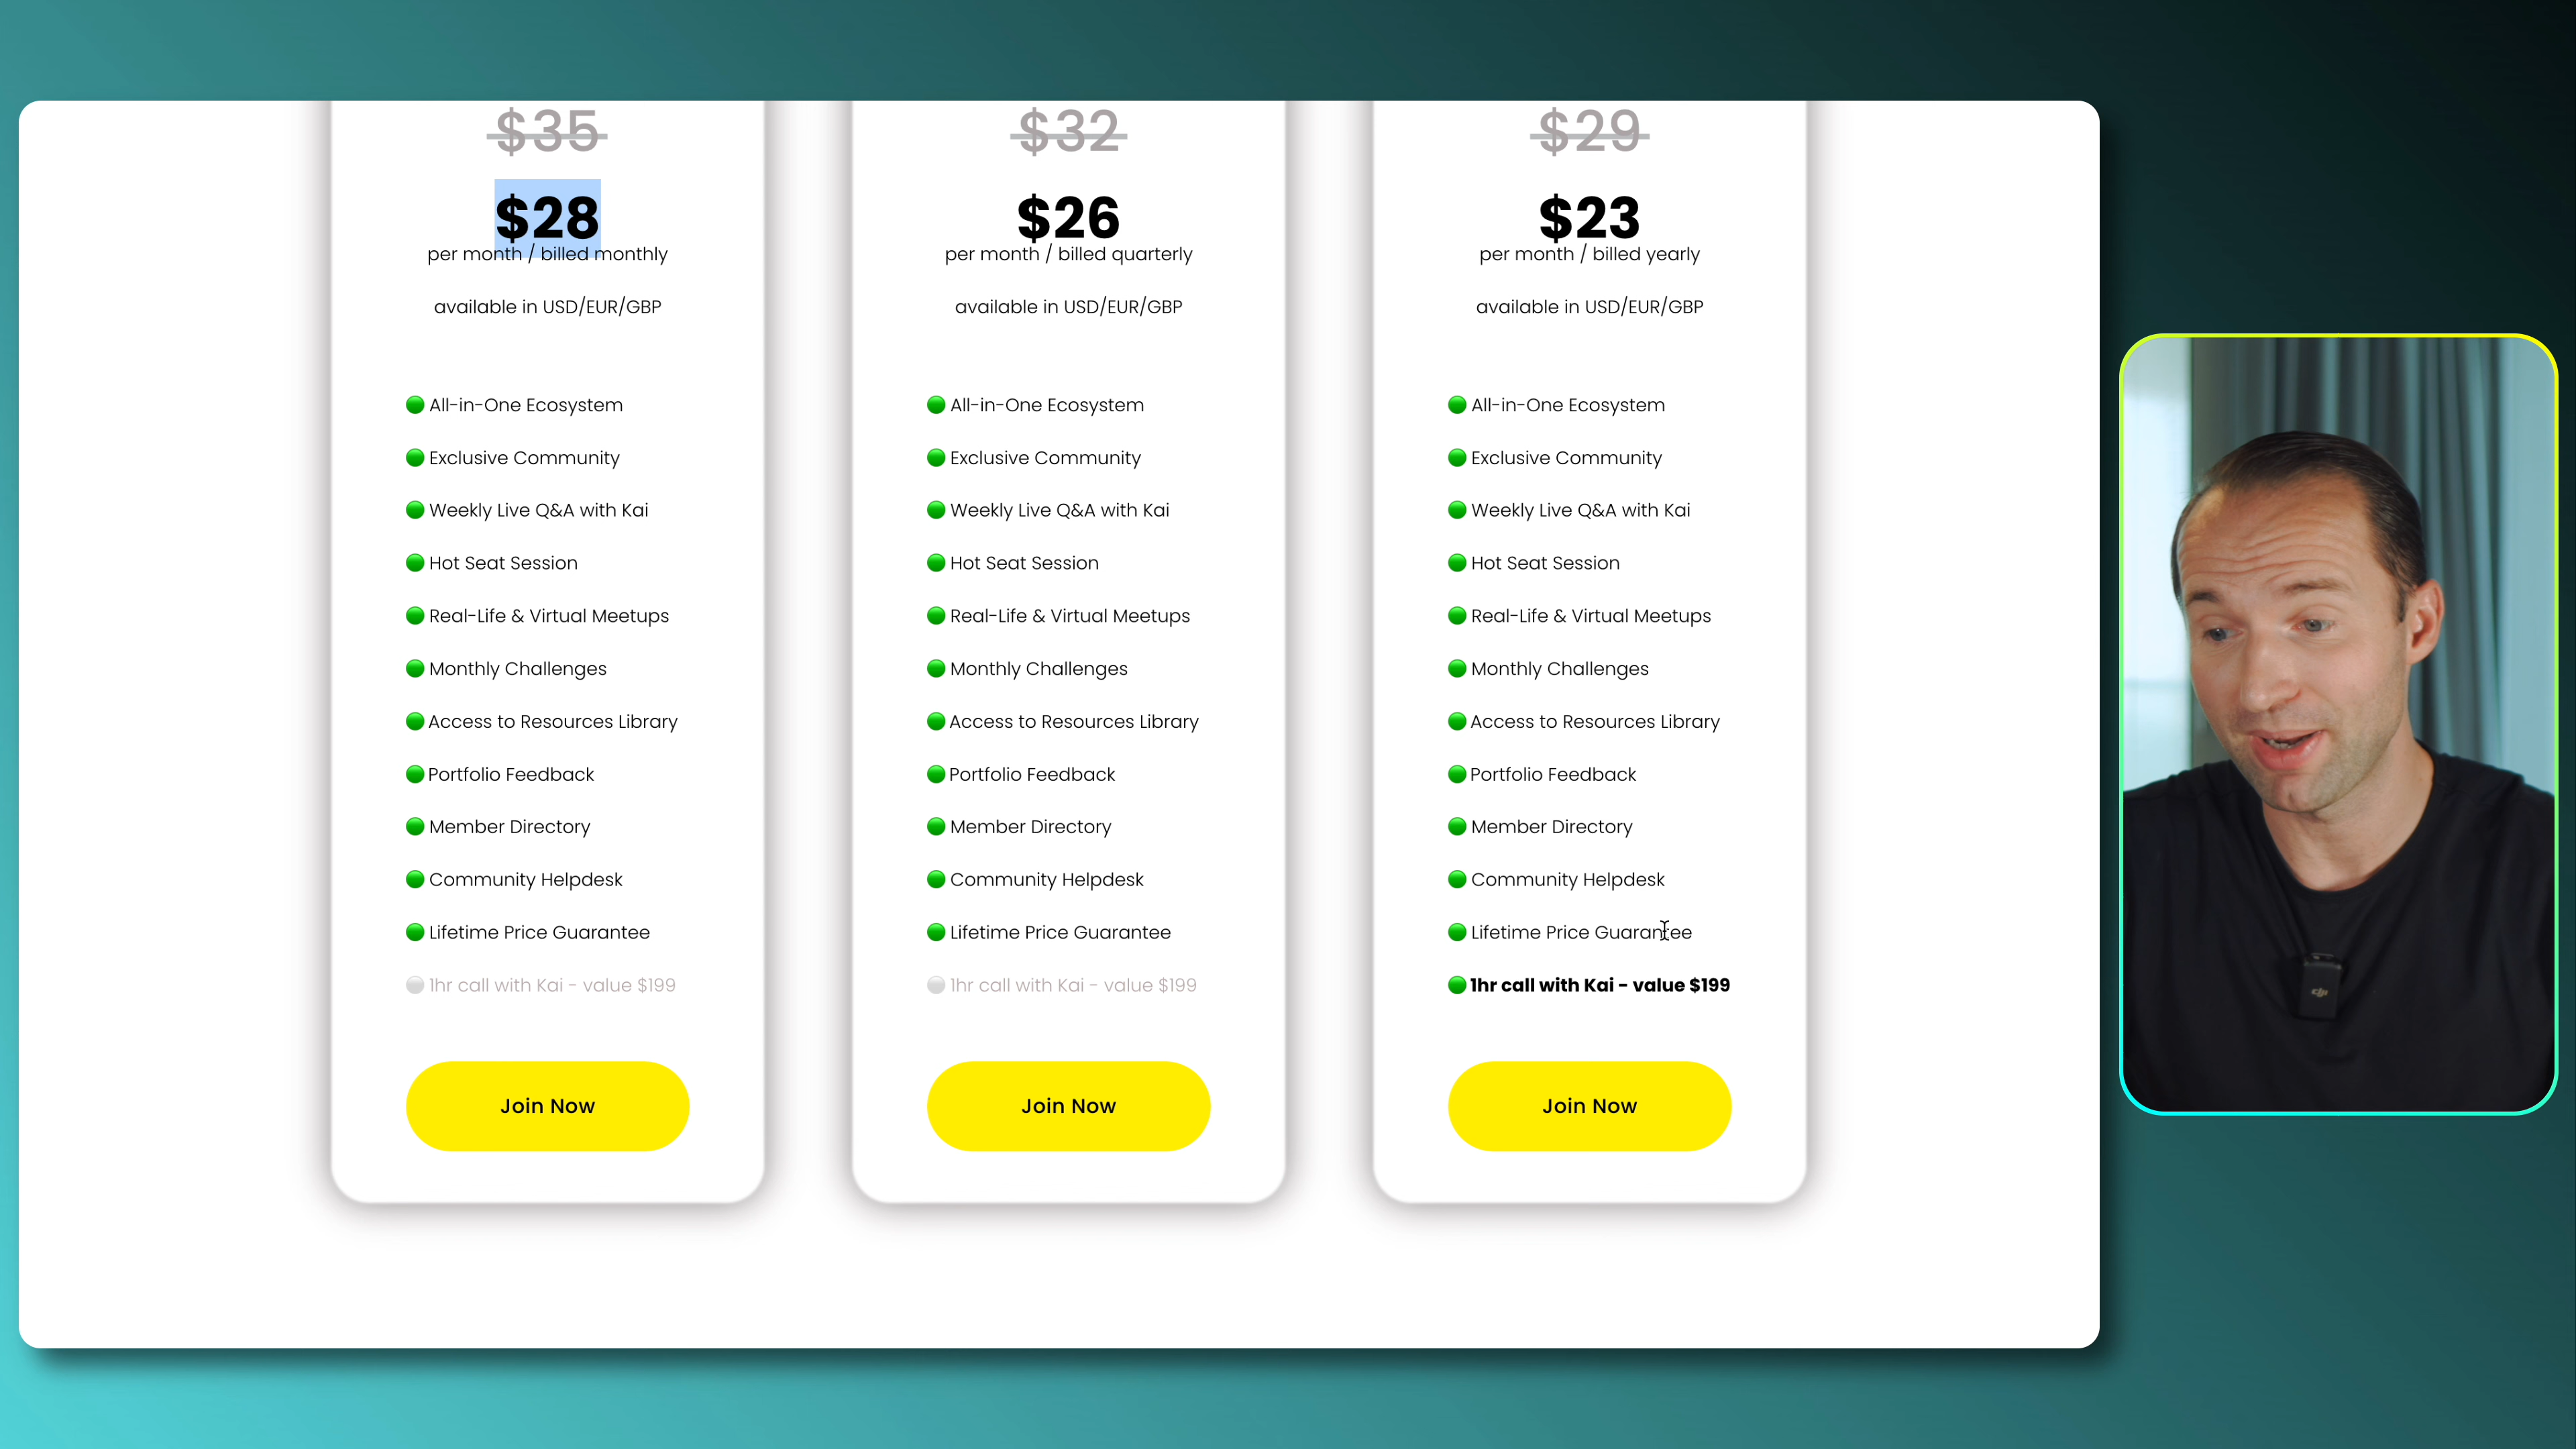 $35
$28
per month / billed monthly
available in USD/EUR/GBP
All-in-One Ecosystem
Exclusive Community
Weekly Live Q&A with Kai
Hot Seat Session
Real-Life & Virtual Meetups
Monthly Challenges
Access to Resources Library
Portfolio Feedback
Member Directory
Community Helpdesk
Lifetime Price Guarantee
1hr call with Kai - value $199
Join Now
$32
$26
per month / billed quarterly
available in USD/EUR/GBP
All-in-One Ecosystem
Exclusive Community
Weekly Live Q&A with Kai
Hot Seat Session
Real-Life & Virtual Meetups
Monthly Challenges
Access to Resources Library
Portfolio Feedback
Member Directory
Community Helpdesk
Lifetime Price Guarantee
1hr call with Kai - value $199
Join Now
$29
$23
per month / billed yearly
available in USD/EUR/GBP
All-in-One Ecosystem
Exclusive Community
Weekly Live Q&A with Kai
Hot Seat Session
Real-Life & Virtual Meetups
Monthly Challenges
Access to Resources Library
Portfolio Feedback
Member Directory
Community Helpdesk
Lifetime Price Guarantee
1hr call with Kai - value $199
Join Now
dji